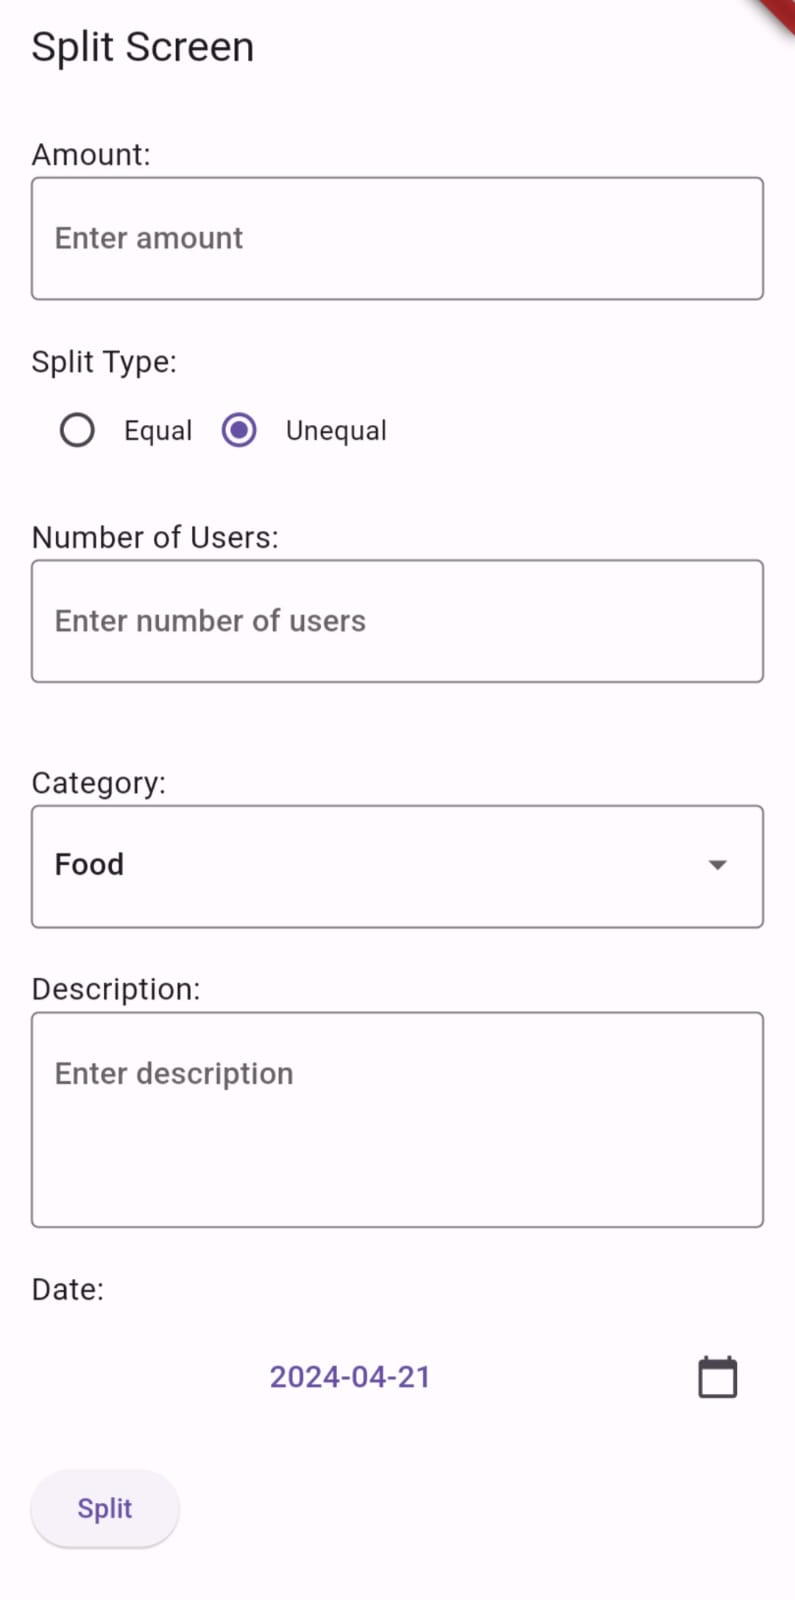 Split Screen
Amount:
Enter amount
Split Type:
Equal Unequal
Number of Users:
Enter number of users
Category:
Food
Description:
Enter description
Date:
2024-04-21
Split